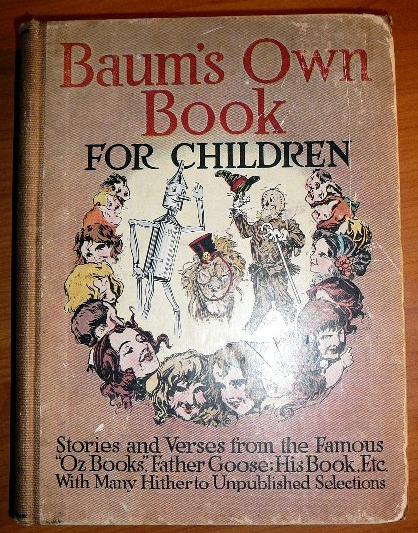 Baum's Own
Book
FOR CHILDREN
Stories and Verses from the Famous
"Oz Books", Father Goose; His Book, Etc.
With Many Hitherto Unpublished Selections